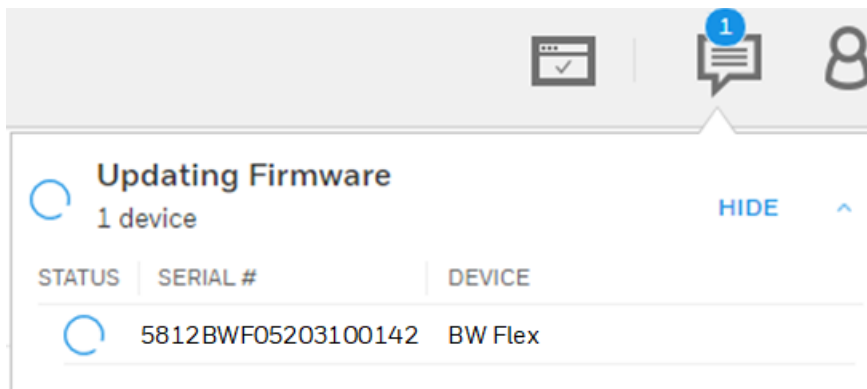 1
Updating Firmware
1 device
HIDE
STATUS SERIAL # DEVICE
5812BWF05203100142 BW Flex